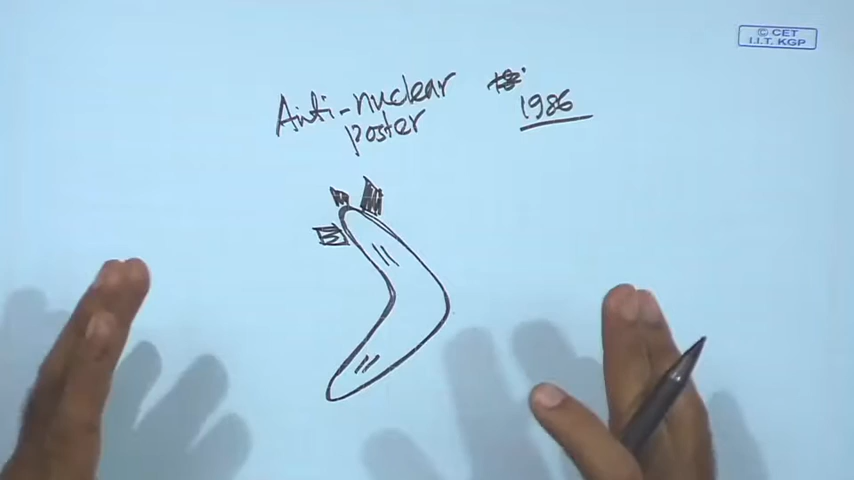 © CET
I.I.T. KGP
Anti-nuclear
poster
1986